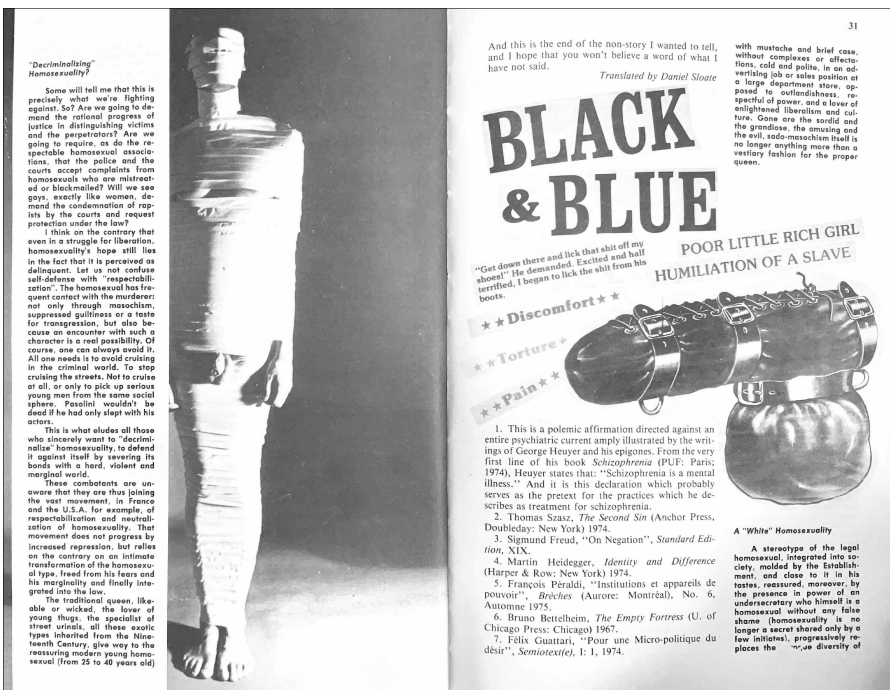 "Decriminalizing"
Homosexuality?
Some will tell me that this is
precisely what we're fighting
against. So? Are we going to de-
mand the rational progress of
justice in distinguishing victims
and the perpetrators? Are we
going to require, as do the re-
spectable homosexual associa-
tions, that the police and the
courts accept complaints from
homosexuals who are mistreat-
ed or blackmailed? Will we see
gays, exactly like women, de-
mand the condemnation of rap-
ists by the courts and request
protection under the law?
I think on the contrary that
even in a struggle for liberation,
homosexuality's hope still lies
in the fact that it is perceived as
delinquent. Let us not confuse
self-defense with "respectabili-
zation". The homosexual has fre-
quent contact with the murderer:
not only through masochism,
suppressed guiltiness or a taste
for transgression, but also be-
cause an encounter with such a
character is a real possibility. Of
course, one can always avoid it.
All one needs is to avoid cruising
in the criminal world. To stop
cruising the streets. Not to cruise
at all, or only to pick up serious
young men from the same social
sphere. Pasolini wouldn't be
dead if he had only slept with his
actors.
This is what eludes all those
who sincerely want to "decrimi-
nalize" homosexuality, to defend
it against itself by severing its
bonds with a hard, violent and
marginal world.
These combatants are un-
aware that they are thus joining
the vast movement, in France
and the U.S.A. for example, of
respectabilization and neutrali-
zation of homosexuality. That
movement does not progress by
increased repression, but relies
on the contrary on an intimate
transformation of the homosexu-
al type, freed from his fears and
his marginality and finally inte-
grated into the law.
The traditional queen, like-
able or wicked, the lover of
young thugs, the specialist of
street urinals, all these exotic
types inherited from the Nine-
teenth Century, give way to the
reassuring modern young homo-
sexual (from 25 to 40 years old)
31
And this is the end of the non-story I wanted to tell,
and I hope that you won't believe a word of what I
have not said.
Translated by Daniel Sloate
BLACK
& BLUE
"Get down there and lick that shit off my
shoes!" He demanded. Excited and half
terrified, I began to lick the shit from his
boots.
POOR LITTLE RICH GIRL
HUMILIATION OF A SLAVE
★★Discomfort★★
★★Torture★
★★Pain★★
1. This is a polemic affirmation directed against an
entire psychiatric current amply illustrated by the writ-
ings of George Heuyer and his epigones. From the very
first line of his book Schizophrenia (PUF: Paris;
1974), Heuyer states that: "Schizophrenia is a mental
illness." And it is this declaration which probably
serves as the pretext for the practices which he de-
scribes as treatment for schizophrenia.
2. Thomas Szasz, The Second Sin (Anchor Press,
Doubleday: New York) 1974.
3. Sigmund Freud, "On Negation", Standard Edi-
tion, XIX.
4. Martin Heidegger, Identity and Difference
(Harper & Row: New York) 1974.
5. François Péraldi, "Institutions et appareils de
pouvoir", Brèches (Aurore: Montréal), No. 6,
Automne 1975.
6. Bruno Bettelheim, The Empty Fortress (U. of
Chicago Press: Chicago) 1967.
7. Félix Guattari, "Pour une Micro-politique du
désir", Semiotext(e), I: 1, 1974.
with mustache and brief case,
without complexes or affecta-
tions, cold and polite, in an ad-
vertising job or sales position at
a large department store, op-
posed to outlandishness, re-
spectful of power, and a lover of
enlightened liberalism and cul-
ture. Gone are the sordid and
the grandiose, the amusing and
the evil, sado-masochism itself is
no longer anything more than a
vestiary fashion for the proper
queen.
A "White" Homosexuality
A stereotype of the legal
homosexual, integrated into so-
ciety, molded by the Establish-
ment, and close to it in his
tastes, reassured, moreover, by
the presence in power of an
undersecretary who himself is a
homosexual without any false
shame (homosexuality is no
longer a secret shared only by a
few initiates), progressively re-
places the diversity of